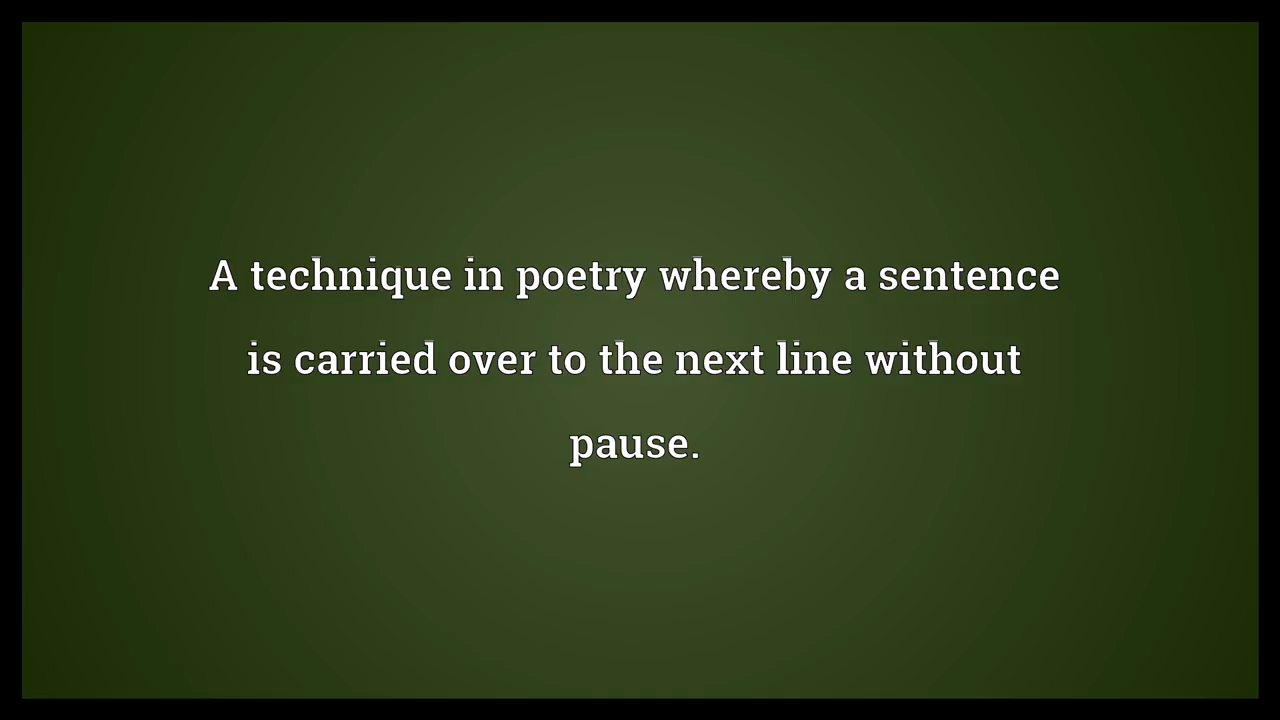 A technique in poetry whereby a sentence
is carried over to the next line without
pause.